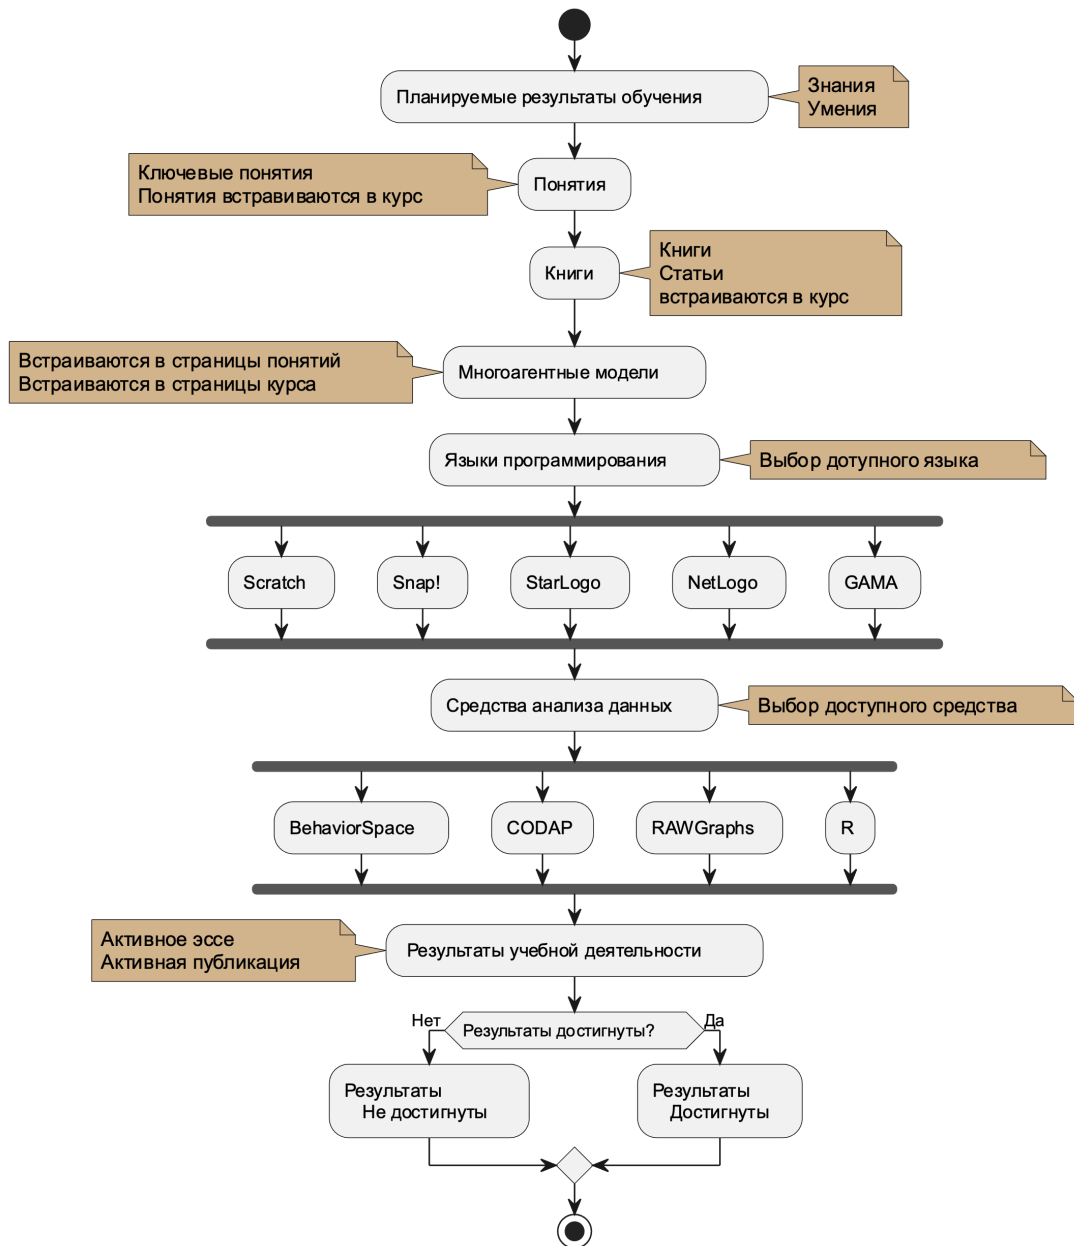 Планируемые результаты обучения
Знания
Умения
Ключевые понятия
Понятия встравиваются в курс
Понятия
Книги
Книги
Статьи
встраиваются в курс
Встраиваются в страницы понятий
Встраиваются в страницы курса
Многоагентные модели
Языки программирования
Выбор дотупного языка
Scratch
Snap!
StarLogo
NetLogo
GAMA
Средства анализа данных
Выбор доступного средства
BehaviorSpace
CODAP
RAWGraphs
R
Активное эссе
Активная публикация
Результаты учебной деятельности
Нет
Результаты достигнуты?
Да
Результаты
Не достигнуты
Результаты
Достигнуты